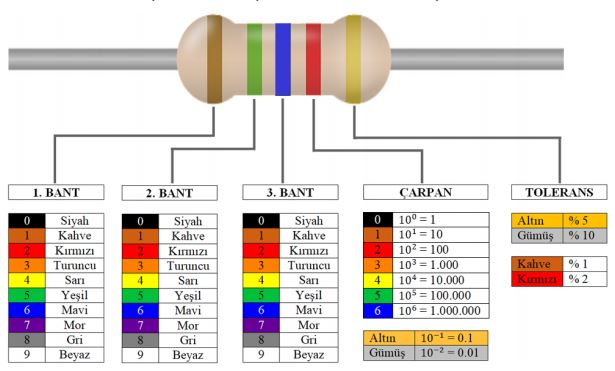 1. BANT 2. BANT 3. BANT ÇARPAN TOLERANS
0 Siyah 0 Siyah 0 Siyah 0 10⁰ = 1 Altın % 5
1 Kahve 1 Kahve 1 Kahve 1 10¹ = 10 Gümüş % 10
2 Kırmızı 2 Kırmızı 2 Kırmızı 2 10² = 100
3 Turuncu 3 Turuncu 3 Turuncu 3 10³ = 1.000 Kahve % 1
4 Sarı 4 Sarı 4 Sarı 4 10⁴ = 10.000 Kırmızı % 2
5 Yeşil 5 Yeşil 5 Yeşil 5 10⁵ = 100.000
6 Mavi 6 Mavi 6 Mavi 6 10⁶ = 1.000.000
7 Mor 7 Mor 7 Mor
8 Gri 8 Gri 8 Gri Altın 10⁻¹ = 0.1
9 Beyaz 9 Beyaz 9 Beyaz Gümüş 10⁻² = 0.01